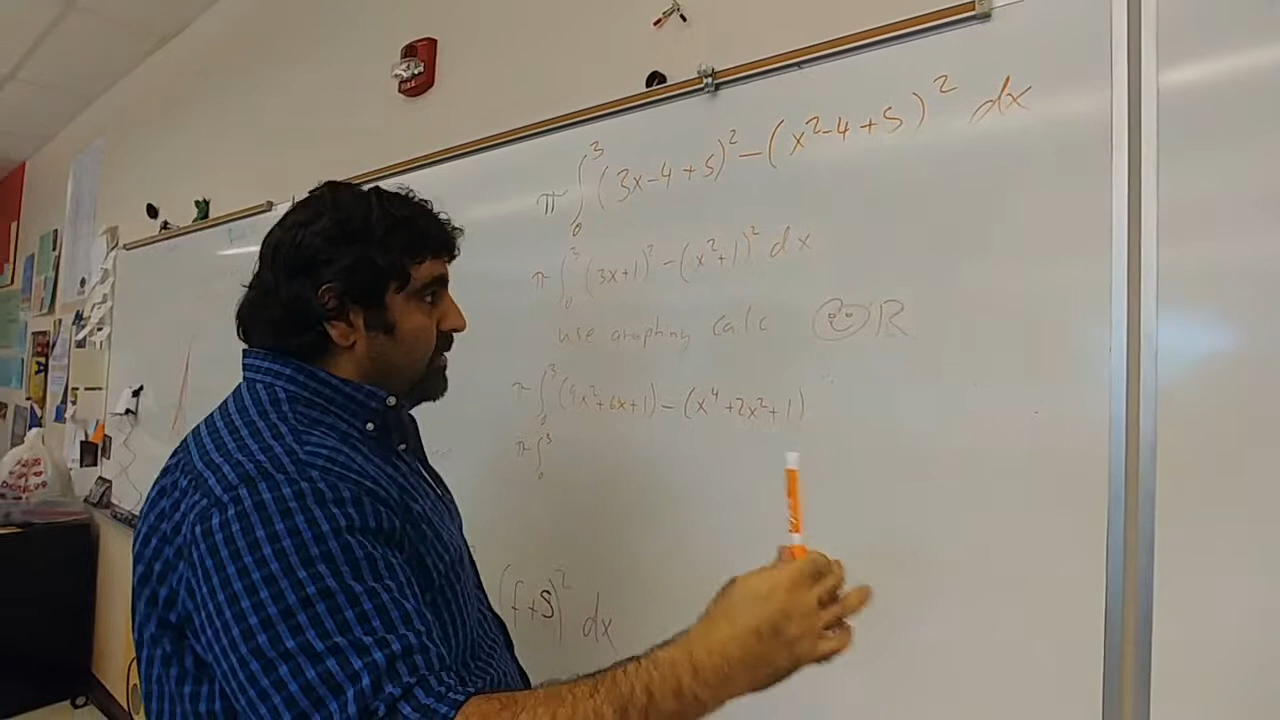 π ∫₀³ (3x-4+5)² - (x²-4+5)² dx
π ∫₀³ (3x+1)² - (x²+1)² dx
use graphing calc OR
π ∫₀³ (9x²+6x+1) - (x⁴+2x²+1)
π ∫₀³
(f+5)² dx